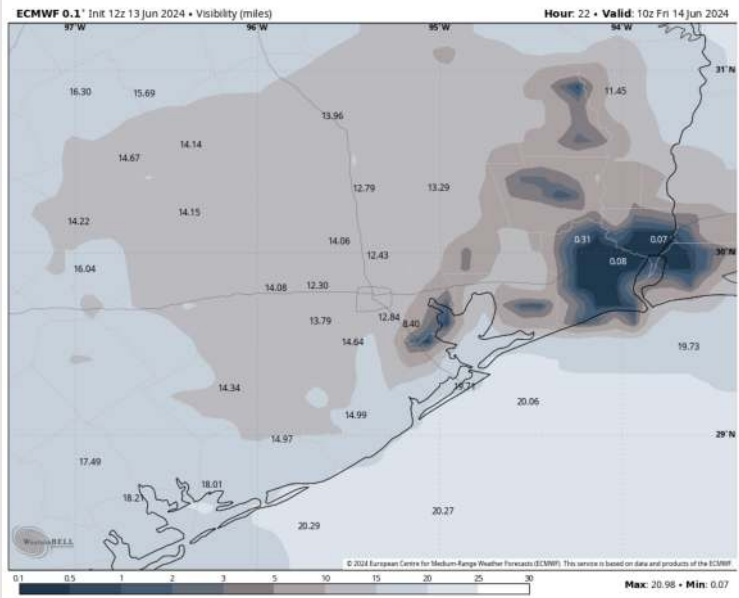 ECMWF 0.1° Init 12z 13 Jun 2024 • Visibility (miles) Hour: 22 • Valid: 10z Fri 14 Jun 2024
97°W 96°W 95°W 94°W
31°N
16.30 15.69 11.45
13.96
14.14
14.67
12.79 13.29
14.15
14.22
14.06 0.31 0.07
30°N
12.43
16.04 0.08
14.08 12.30
13.79 12.84 8.40
14.64 19.73
14.34 19.71
20.06
14.99
14.97 29°N
17.49
18.01
18.21
20.27
20.29
WeatherBELL
© 2024 European Centre for Medium-Range Weather Forecasts (ECMWF). This service is based on data and products of the ECMWF.
0.1 0.5 1 2 3 5 10 15 20 25 30
Max: 20.98 • Min: 0.07